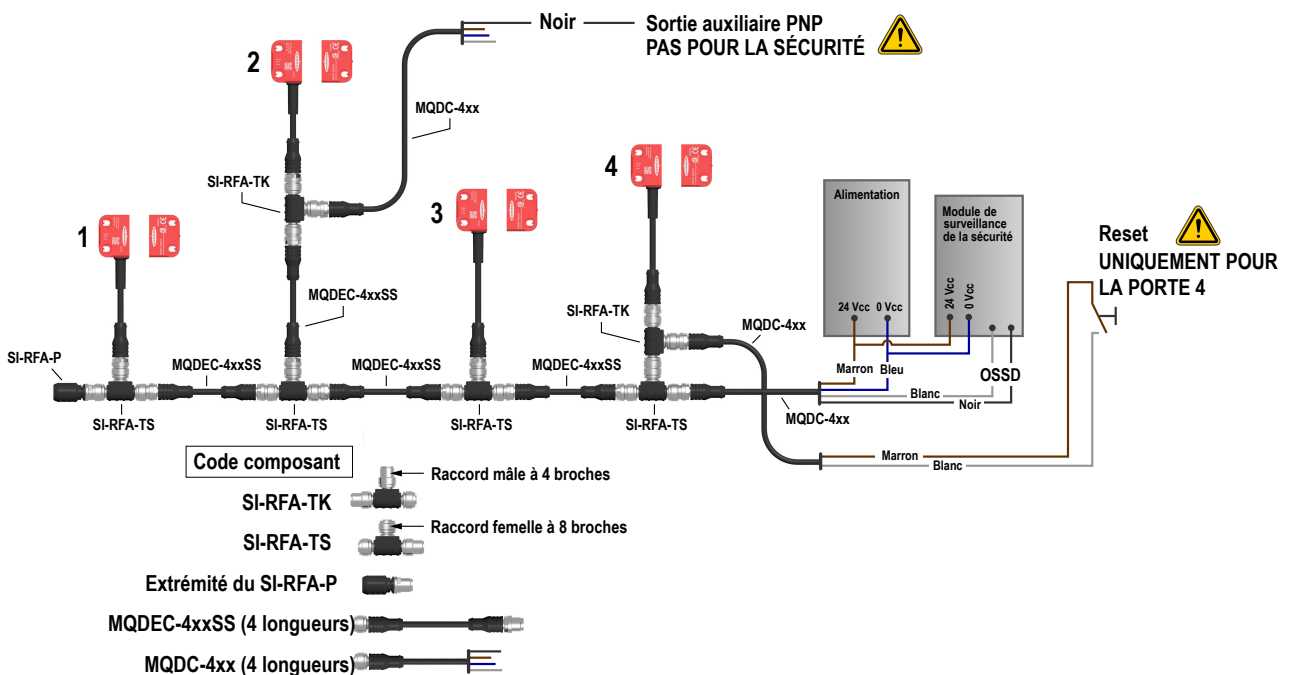 Noir
Sortie auxiliaire PNP
PAS POUR LA SÉCURITÉ
2
MQDC-4xx
4
SI-RFA-TK
3
1
Alimentation
Module de
surveillance
de la sécurité
Reset
UNIQUEMENT POUR
LA PORTE 4
MQDEC-4xxSS
SI-RFA-TK
MQDC-4xx
24 Vcc
0 Vcc
24 Vcc
0 Vcc
SI-RFA-P
MQDEC-4xxSS
MQDEC-4xxSS
MQDEC-4xxSS
Marron
Bleu
OSSD
Blanc
Noir
MQDC-4xx
SI-RFA-TS
SI-RFA-TS
SI-RFA-TS
SI-RFA-TS
Marron
Blanc
Code composant
Raccord mâle à 4 broches
SI-RFA-TK
Raccord femelle à 8 broches
SI-RFA-TS
Extrémité du SI-RFA-P
MQDEC-4xxSS (4 longueurs)
MQDC-4xx (4 longueurs)